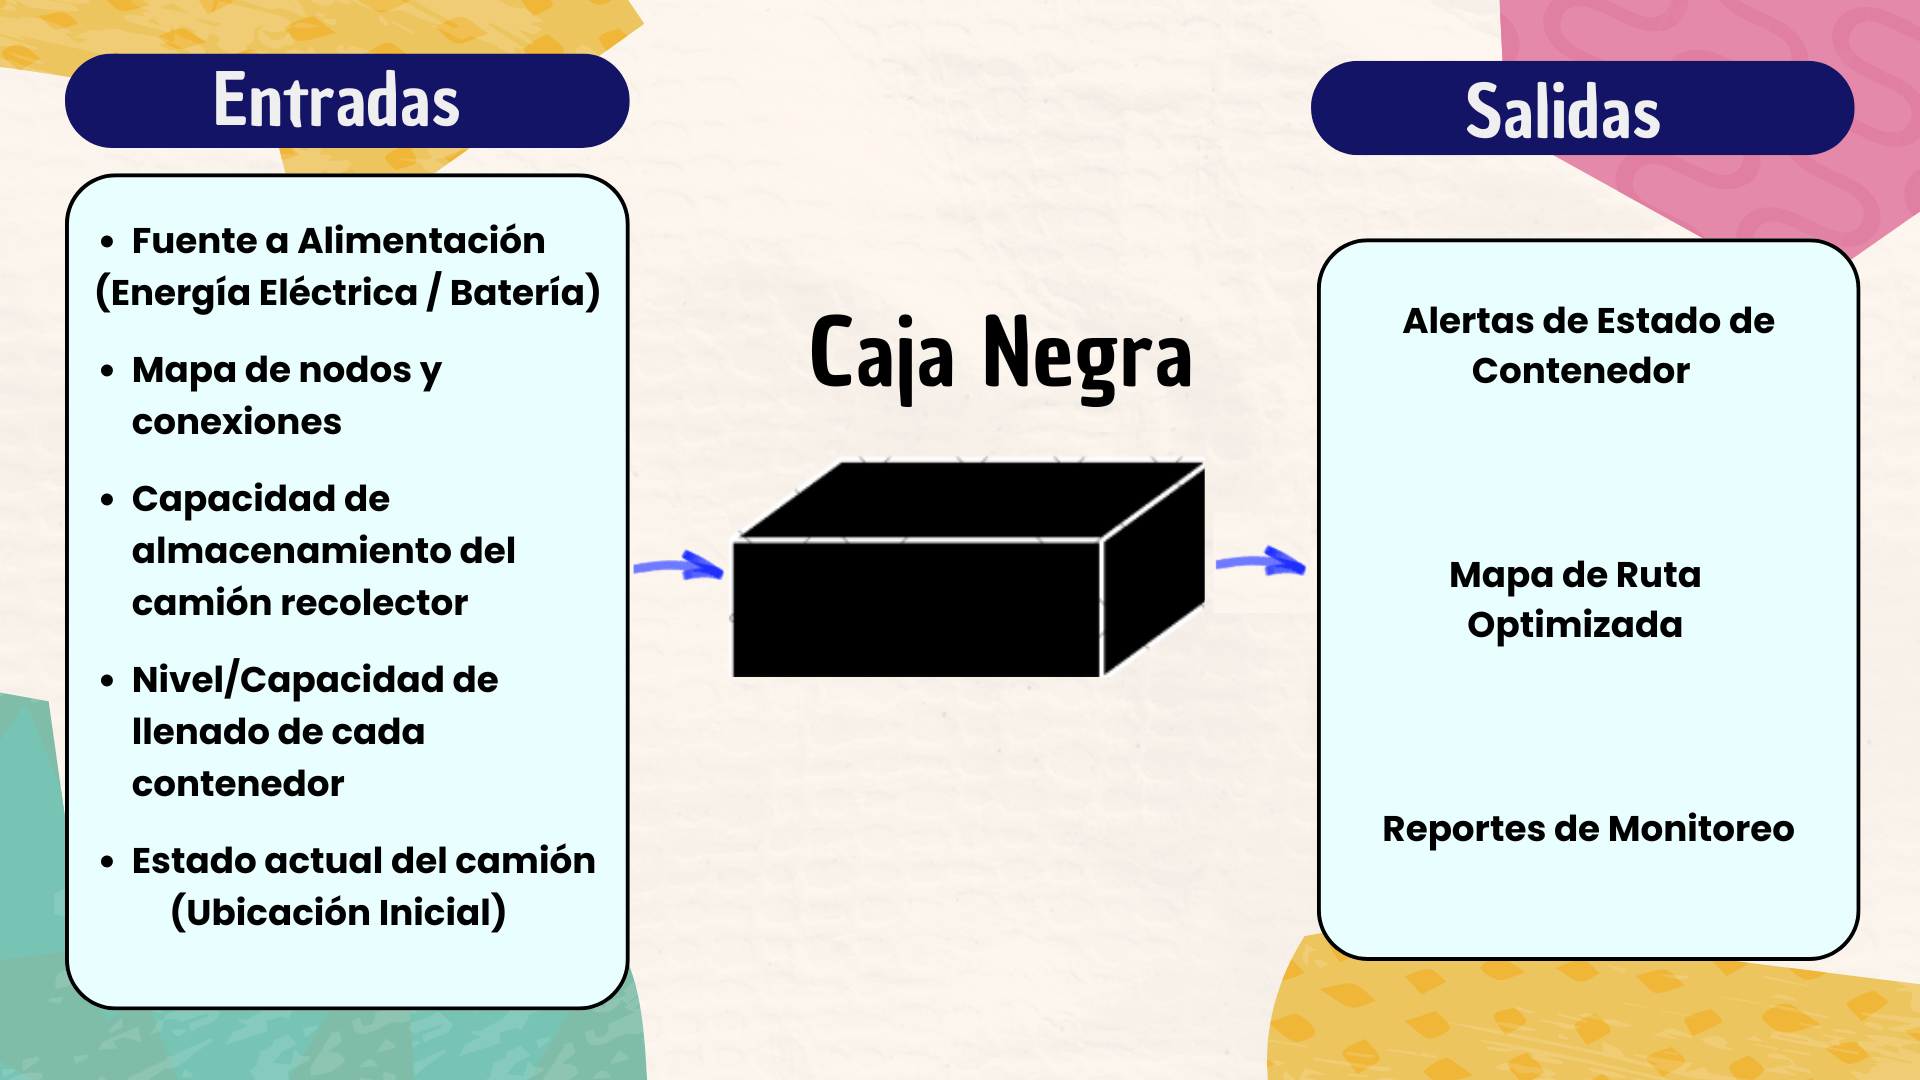 Entradas
• Fuente a Alimentación
(Energía Eléctrica / Batería)
• Mapa de nodos y
conexiones
• Capacidad de
almacenamiento del
camión recolector
• Nivel/Capacidad de
llenado de cada
contenedor
• Estado actual del camión
(Ubicación Inicial)
Caja Negra
Salidas
Alertas de Estado de
Contenedor
Mapa de Ruta
Optimizada
Reportes de Monitoreo